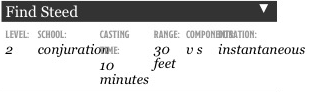 Find Steed ▼
LEVEL: SCHOOL: CASTING TIME: RANGE: COMPONENTS: DURATION:
2 conjuration 10 minutes 30 feet v s instantaneous